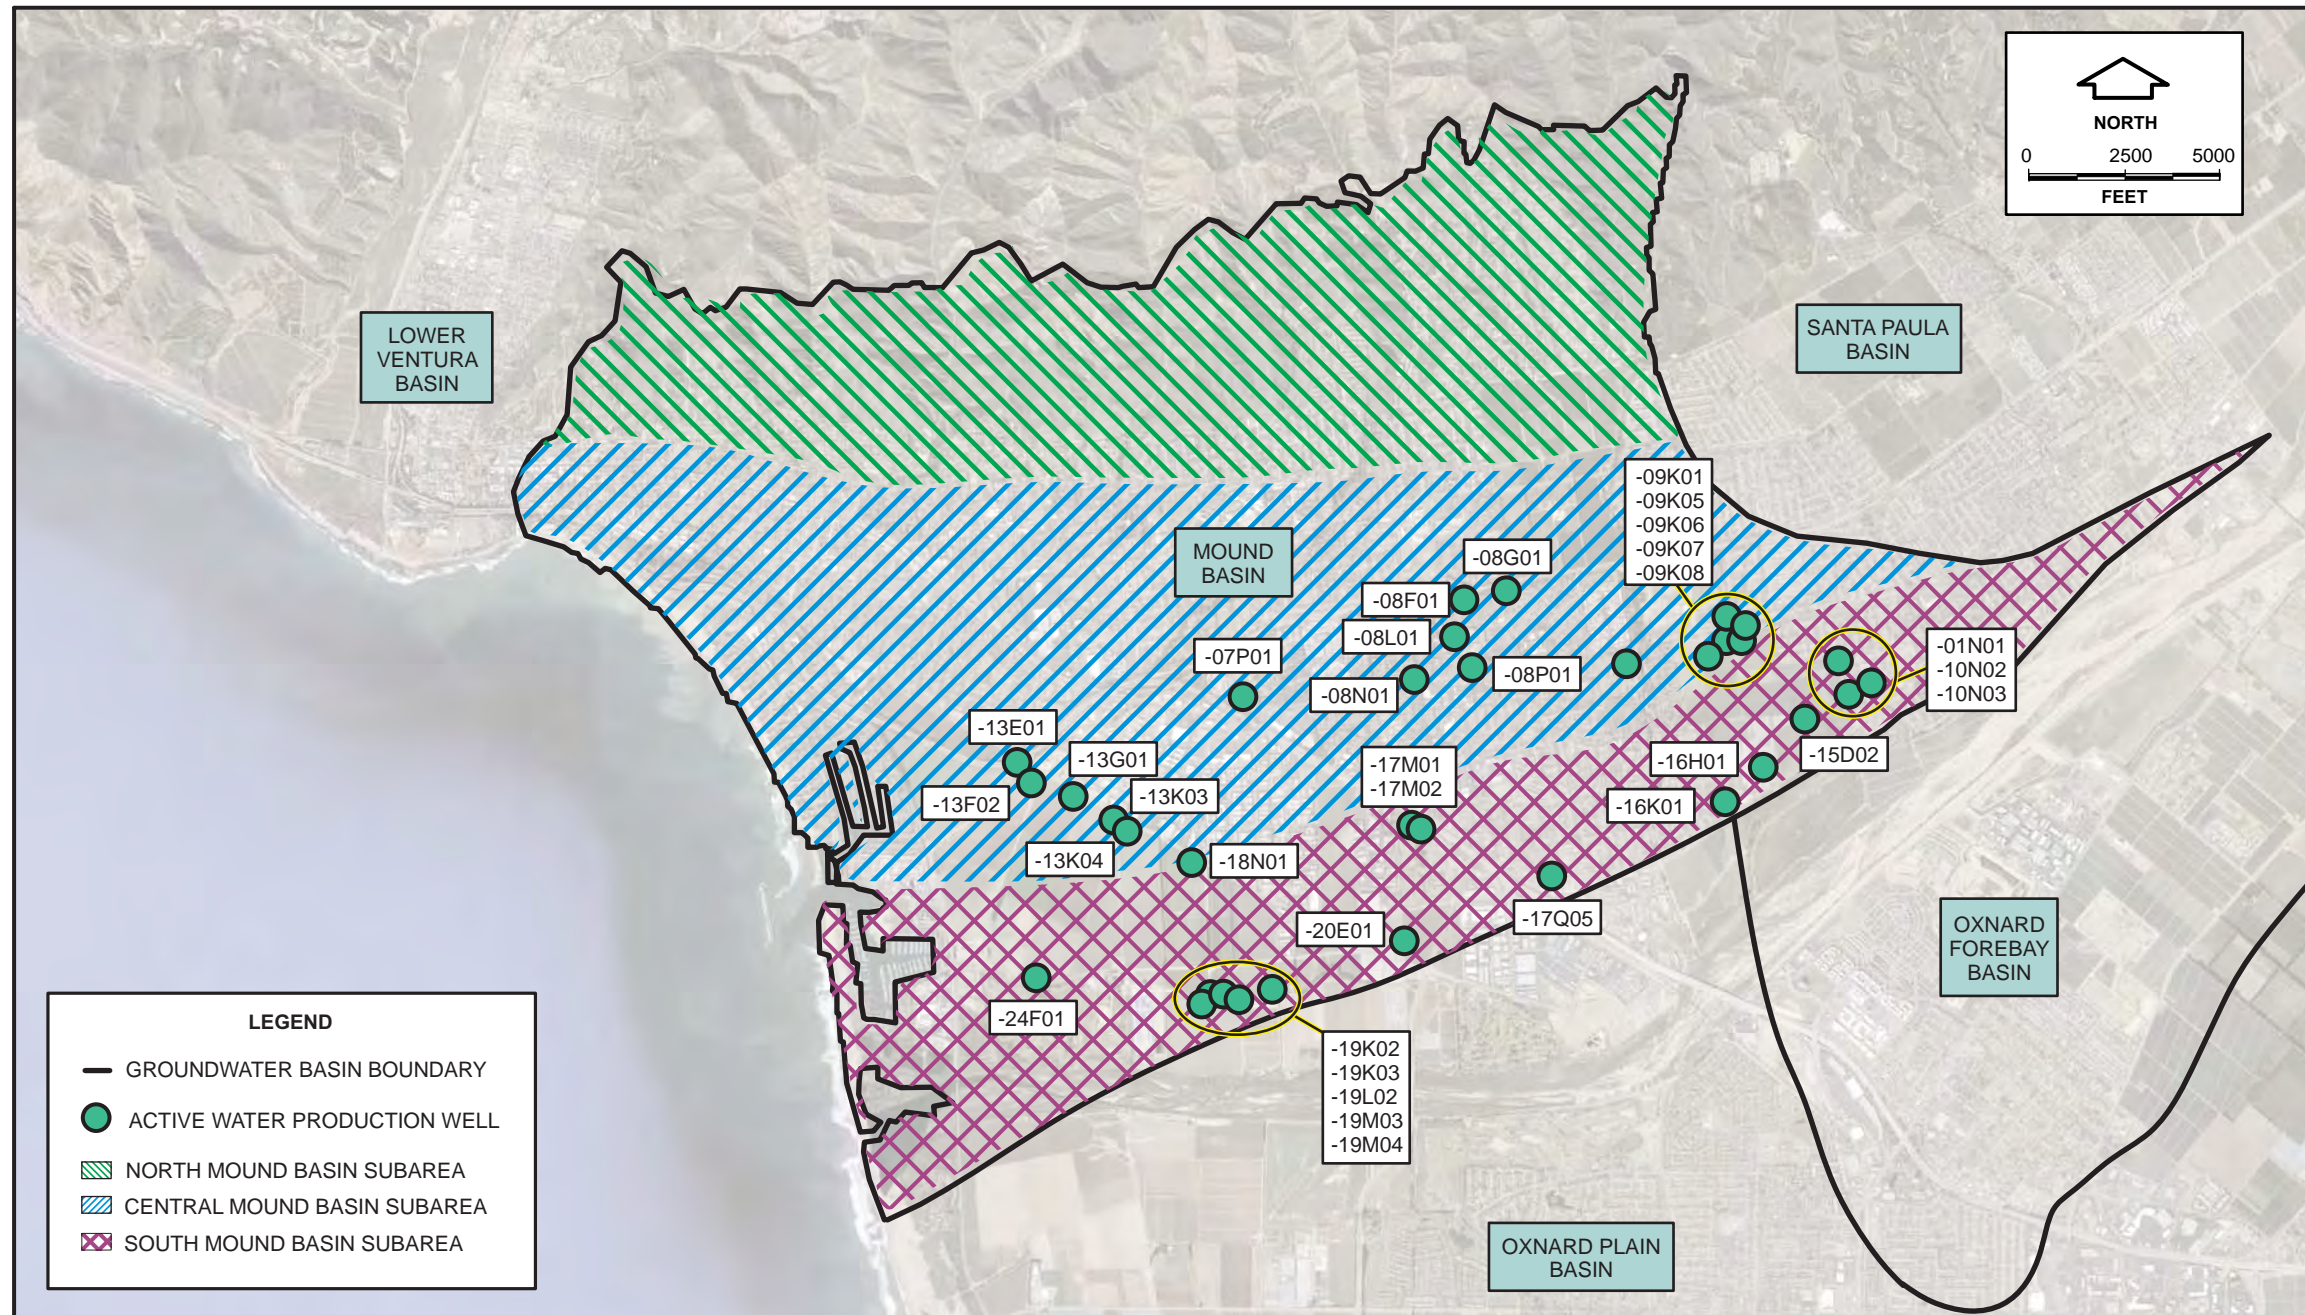 NORTH
0 2500 5000
FEET
LOWER
VENTURA
BASIN
SANTA PAULA
BASIN
-09K01
-09K05
-09K06
-09K07
-09K08
MOUND
BASIN
-08G01
-08F01
-08L01
-07P01
-08P01
-08N01
-01N01
-10N02
-10N03
-13E01
-13G01
-17M01
-17M02
-16H01
-15D02
-13F02
-13K03
-16K01
-13K04
-18N01
-17Q05
-20E01
OXNARD
FOREBAY
BASIN
-24F01
-19K02
-19K03
-19L02
-19M03
-19M04
LEGEND
GROUNDWATER BASIN BOUNDARY
ACTIVE WATER PRODUCTION WELL
NORTH MOUND BASIN SUBAREA
CENTRAL MOUND BASIN SUBAREA
SOUTH MOUND BASIN SUBAREA
OXNARD PLAIN
BASIN